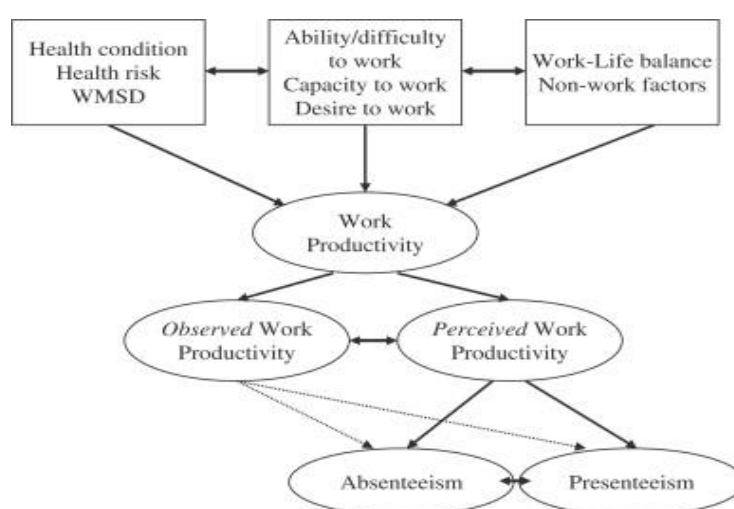 Health condition
Health risk
WMSD
Ability/difficulty
to work
Capacity to work
Desire to work
Work-Life balance
Non-work factors
Work
Productivity
Observed Work
Productivity
Perceived Work
Productivity
Absenteeism
Presenteeism